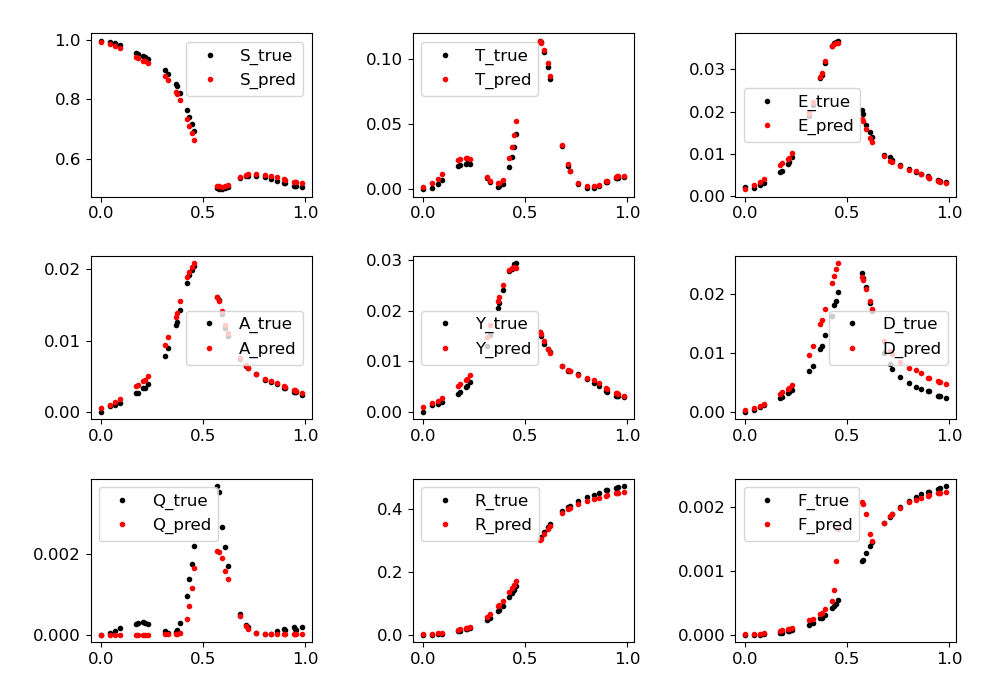 1.0
0.8
0.6
S_true
S_pred
0.0 0.5 1.0
0.10
0.05
0.00
T_true
T_pred
0.0 0.5 1.0
0.03
0.02
0.01
0.00
E_true
E_pred
0.0 0.5 1.0
0.02
0.01
0.00
A_true
A_pred
0.0 0.5 1.0
0.03
0.02
0.01
0.00
Y_true
Y_pred
0.0 0.5 1.0
0.02
0.01
0.00
D_true
D_pred
0.0 0.5 1.0
0.002
0.000
Q_true
Q_pred
0.0 0.5 1.0
0.4
0.2
0.0
R_true
R_pred
0.0 0.5 1.0
0.002
0.001
0.000
F_true
F_pred
0.0 0.5 1.0